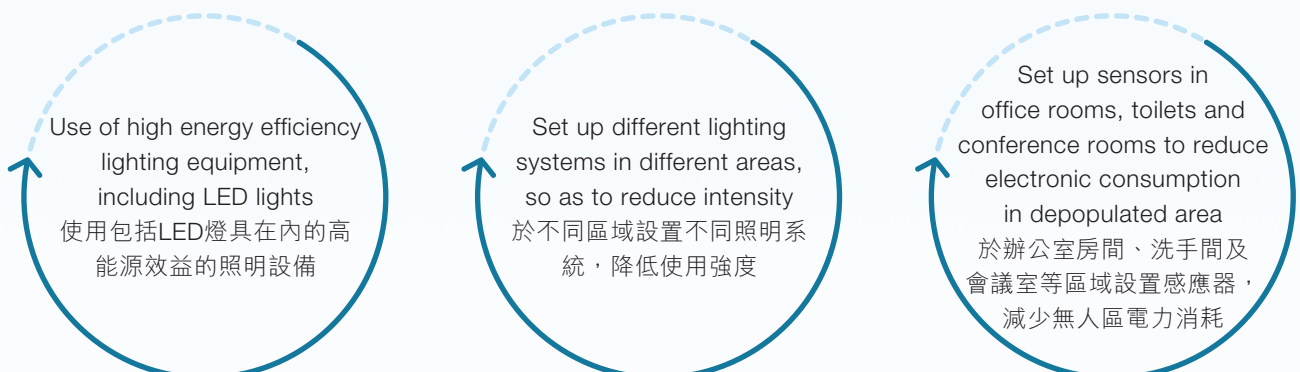 Use of high energy efficiency
lighting equipment,
including LED lights
使用包括LED燈具在內的高
能源效益的照明設備
Set up different lighting
systems in different areas,
so as to reduce intensity
於不同區域設置不同照明系
統，降低使用強度
Set up sensors in
office rooms, toilets and
conference rooms to reduce
electronic consumption
in depopulated area
於辦公室房間、洗手間及
會議室等區域設置感應器，
減少無人區電力消耗